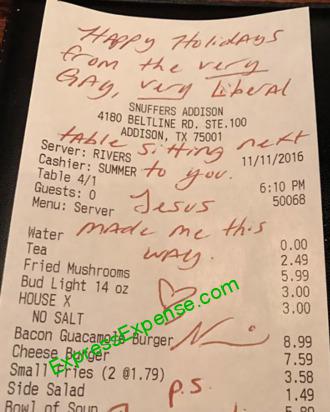 Happy Holidays
from the very
Gay, very Liberal
SNUFFERS ADDISON
4180 BELTLINE RD. STE.100
ADDISON, TX 75001
table sitting next
Server: RIVERS 11/11/2016
Cashier: SUMMER
to you.
Table 4/1 6:10 PM
Guests: 0 50068
Jesus
Menu: Server
made me this
Water 0.00
way.
Tea 2.49
Fried Mushrooms 5.99
Bud Light 14 oz 3.00
HOUSE X 3.00
NO SALT
Bacon Guacamole Burger 8.99
Cheese Burger 7.59
Small Fries (2 @1.79) 3.58
P.S.
Side Salad 1.49
Bowl of Soup
ExpressExpense.com